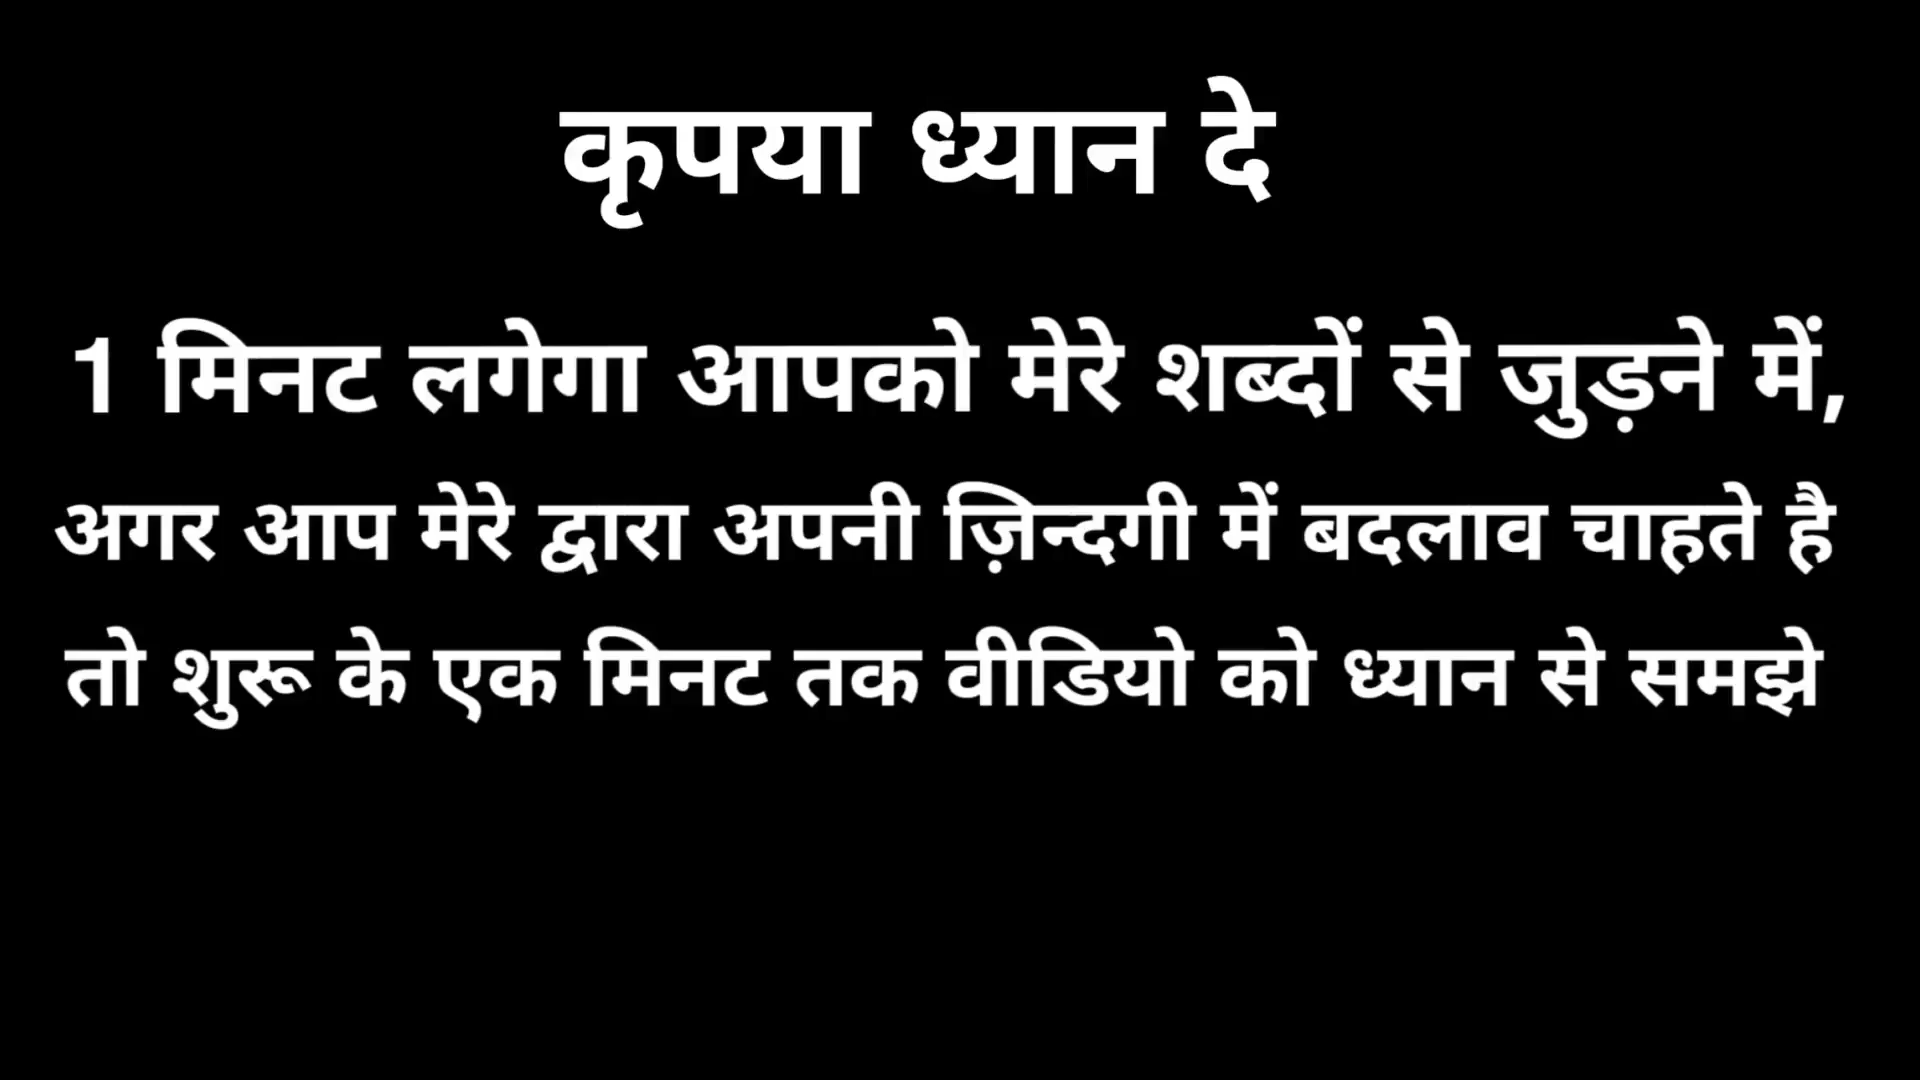 कृपया ध्यान दे
1 मिनट लगेगा आपको मेरे शब्दों से जुड़ने में,
अगर आप मेरे द्वारा अपनी ज़िन्दगी में बदलाव चाहते है
तो शुरू के एक मिनट तक वीडियो को ध्यान से समझे